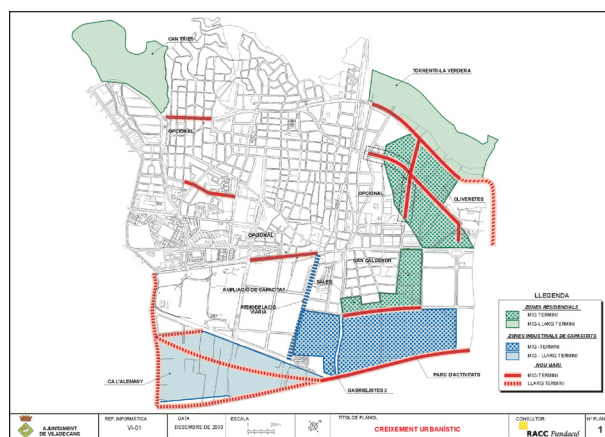 CAN TRIES
TORRENTS-LA VERDERA
OPCIONAL
OPCIONAL
OLIVERETES
OPCIONAL
CAN CALDERON
AMPLIACIÓ DE CAPACITAT
SALES
REMODELACIÓ
VIARIA
CA L'ALEMANY
GABRIELISTES 2
PARC D'ACTIVITATS
LLEGENDA
ZONES RESIDENCIALS
MIG TERMINI
MIG-LLARG TERMINI
ZONES INDUSTRIALS DE CAPACITATS
MIG -TERMINI
MIG - LLARG TERMINI
NOU VIARI
MIG-TERMINI
LLARG TERMINI
AJUNTAMENT
DE VILADECANS
REF. INFORMÀTICA
VI-01
DATA
DESEMBRE DE 2003
ESCALA
TÍTOL DE PLÀNOL
CREIXEMENT URBANÍSTIC
CONSULTOR:
RACC Fundació
Nº PLÀNOL
1